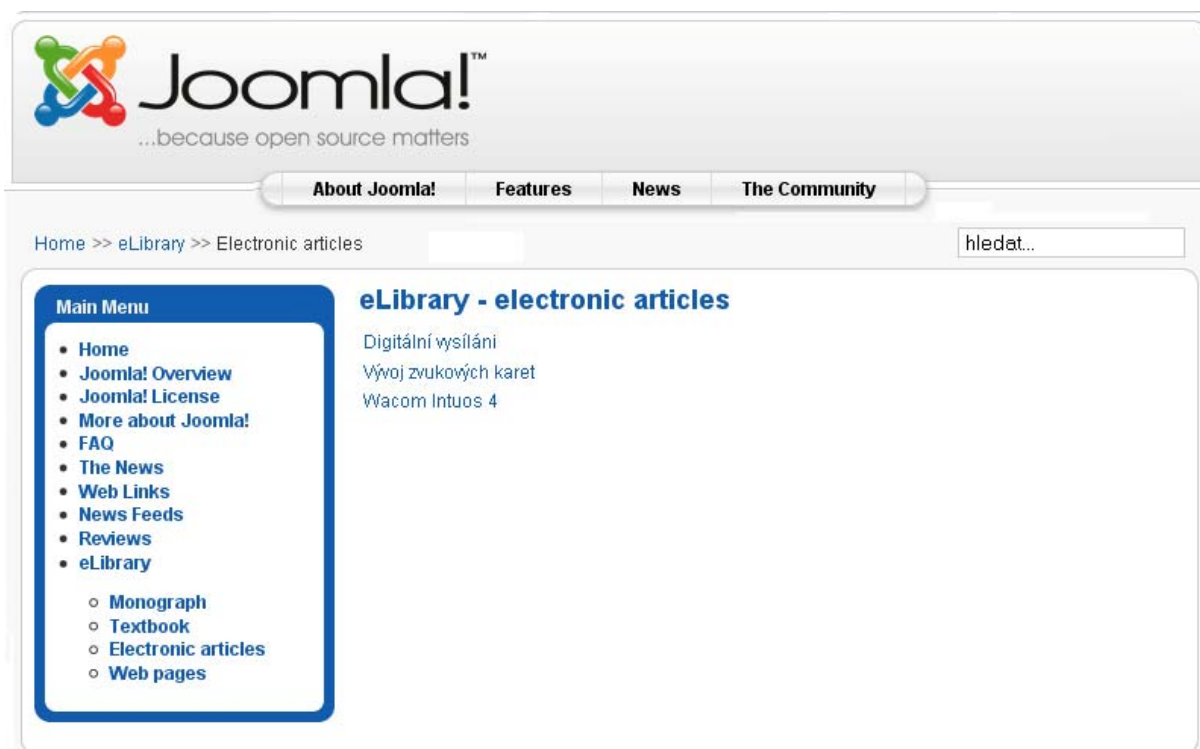 Joomla!™
...because open source matters
About Joomla! Features News The Community
Home >> eLibrary >> Electronic articles
hledat...
Main Menu
Home
Joomla! Overview
Joomla! License
More about Joomla!
FAQ
The News
Web Links
News Feeds
Reviews
eLibrary
Monograph
Textbook
Electronic articles
Web pages
eLibrary - electronic articles
Digitální vysíláni
Vývoj zvukových karet
Wacom Intuos 4